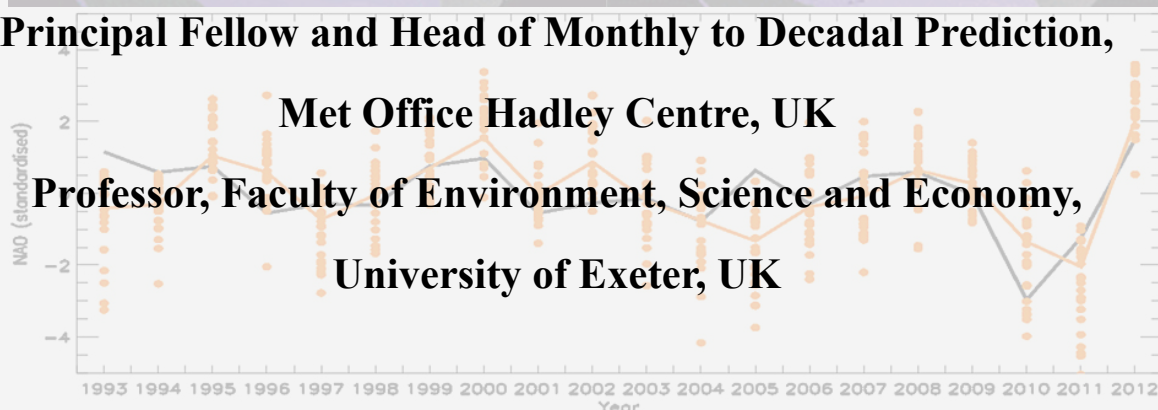 Principal Fellow and Head of Monthly to Decadal Prediction,
4
Met Office Hadley Centre, UK
2
NAO (standardised)
Professor, Faculty of Environment, Science and Economy,
University of Exeter, UK
−2
−4
1993 1994 1995 1996 1997 1998 1999 2000 2001 2002 2003 2004 2005 2006 2007 2008 2009 2010 2011 2012
Year